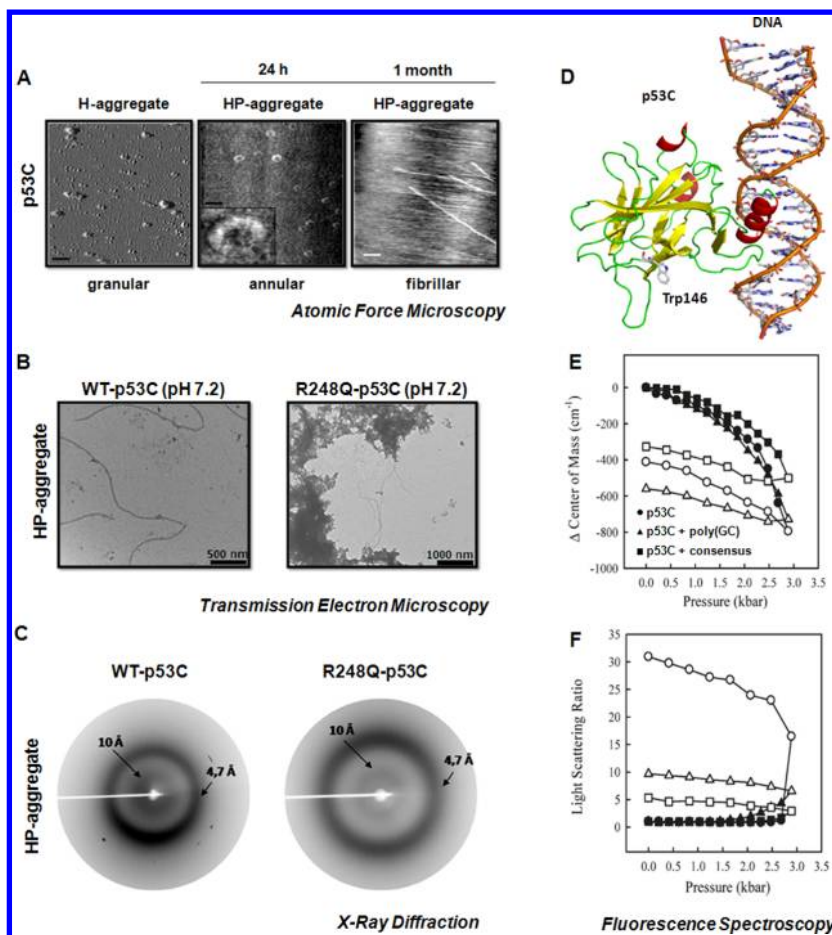 A
24 h
1 month
H-aggregate
HP-aggregate
HP-aggregate
p53C
granular
annular
fibrillar
Atomic Force Microscopy
B
WT-p53C (pH 7.2)
R248Q-p53C (pH 7.2)
HP-aggregate
500 nm
1000 nm
Transmission Electron Microscopy
C
WT-p53C
R248Q-p53C
HP-aggregate
10 Å
4,7 Å
10 Å
4,7 Å
X-Ray Diffraction
DNA
D
p53C
Trp146
E
Δ Center of Mass (cm⁻¹)
0
-200
-400
-600
-800
-1000
p53C
p53C + poly(GC)
p53C + consensus
0.0 0.5 1.0 1.5 2.0 2.5 3.0 3.5
Pressure (kbar)
F
Light Scattering Ratio
35
30
25
20
15
10
5
0
0.0 0.5 1.0 1.5 2.0 2.5 3.0 3.5
Pressure (kbar)
Fluorescence Spectroscopy